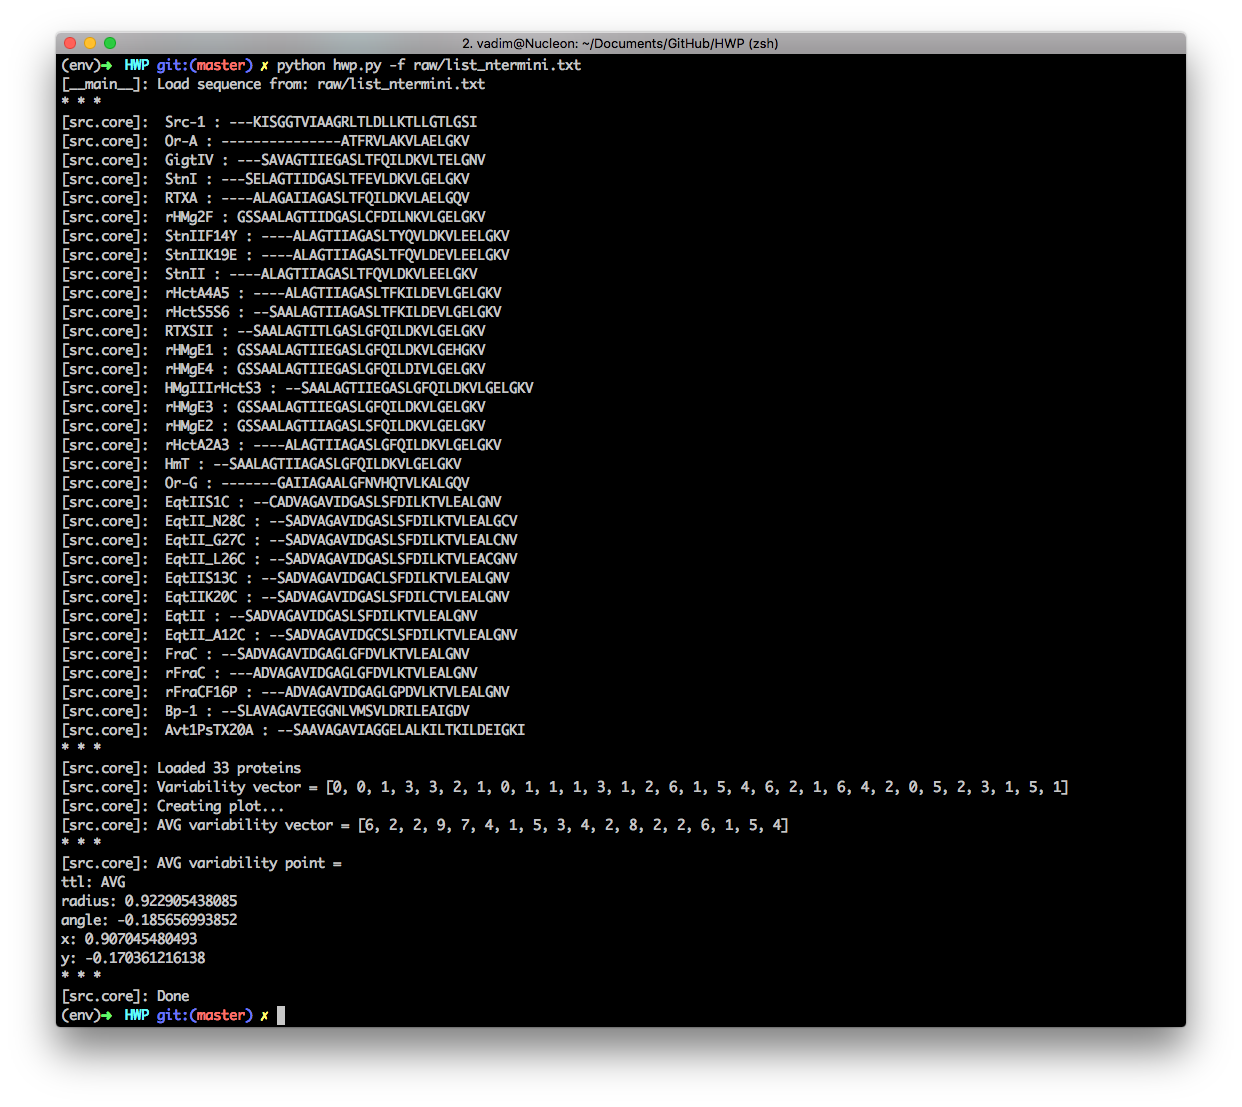 2. vadim@Nucleon: ~/Documents/GitHub/HWP (zsh)
(env)➜  HWP git:(master) ✗ python hwp.py -f raw/list_ntermini.txt
[__main__]: Load sequence from: raw/list_ntermini.txt
* * *
[src.core]:  Src-1 : ---KISGGTVIAAGRLTLDLLKTLLGTLGSI
[src.core]:  Or-A : ---------------ATFRVLAKVLAELGKV
[src.core]:  GigtIV : ---SAVAGTIIEGASLTFQILDKVLTELGNV
[src.core]:  StnI : ---SELAGTIIDGASLTFEVLDKVLGELGKV
[src.core]:  RTXA : ----ALAGAIIAGASLTFQILDKVLAELGQV
[src.core]:  rHMg2F : GSSAALAGTIIDGASLCFDILNKVLGELGKV
[src.core]:  StnIIF14Y : ----ALAGTIIAGASLTYQVLDKVLEELGKV
[src.core]:  StnIIK19E : ----ALAGTIIAGASLTFQVLDEVLEELGKV
[src.core]:  StnII : ----ALAGTIIAGASLTFQVLDKVLEELGKV
[src.core]:  rHctA4A5 : ----ALAGTIIAGASLTFKILDEVLGELGKV
[src.core]:  rHctS5S6 : --SAALAGTIIAGASLTFKILDEVLGELGKV
[src.core]:  RTXSII : --SAALAGTITLGASLGFQILDKVLGELGKV
[src.core]:  rHMgE1 : GSSAALAGTIIEGASLGFQILDKVLGEHGKV
[src.core]:  rHMgE4 : GSSAALAGTIIEGASLGFQILDIVLGELGKV
[src.core]:  HMgIIIrHctS3 : --SAALAGTIIEGASLGFQILDKVLGELGKV
[src.core]:  rHMgE3 : GSSAALAGTIIEGASLGFQILDKVLGELGKV
[src.core]:  rHMgE2 : GSSAALAGTIIEGASLSFQILDKVLGELGKV
[src.core]:  rHctA2A3 : ----ALAGTIIAGASLGFQILDKVLGELGKV
[src.core]:  HmT : --SAALAGTIIAGASLGFQILDKVLGELGKV
[src.core]:  Or-G : -------GAIIAGAALGFNVHQTVLKALGQV
[src.core]:  EqtIIS1C : --CADVAGAVIDGASLSFDILKTVLEALGNV
[src.core]:  EqtII_N28C : --SADVAGAVIDGASLSFDILKTVLEALGCV
[src.core]:  EqtII_G27C : --SADVAGAVIDGASLSFDILKTVLEALCNV
[src.core]:  EqtII_L26C : --SADVAGAVIDGASLSFDILKTVLEACGNV
[src.core]:  EqtIIS13C : --SADVAGAVIDGACLSFDILKTVLEALGNV
[src.core]:  EqtIIK20C : --SADVAGAVIDGASLSFDILCTVLEALGNV
[src.core]:  EqtII : --SADVAGAVIDGASLSFDILKTVLEALGNV
[src.core]:  EqtII_A12C : --SADVAGAVIDGCSLSFDILKTVLEALGNV
[src.core]:  FraC : --SADVAGAVIDGAGLGFDVLKTVLEALGNV
[src.core]:  rFraC : ---ADVAGAVIDGAGLGFDVLKTVLEALGNV
[src.core]:  rFraCF16P : ---ADVAGAVIDGAGLGPDVLKTVLEALGNV
[src.core]:  Bp-1 : --SLAVAGAVIEGGNLVMSVLDRILEAIGDV
[src.core]:  Avt1PsTX20A : --SAAVAGAVIAGGELALKILTKILDEIGKI
* * *
[src.core]: Loaded 33 proteins
[src.core]: Variability vector = [0, 0, 1, 3, 3, 2, 1, 0, 1, 1, 1, 3, 1, 2, 6, 1, 5, 4, 6, 2, 1, 6, 4, 2, 0, 5, 2, 3, 1, 5, 1]
[src.core]: Creating plot...
[src.core]: AVG variability vector = [6, 2, 2, 9, 7, 4, 1, 5, 3, 4, 2, 8, 2, 2, 6, 1, 5, 4]
* * *
[src.core]: AVG variability point =
ttl: AVG
radius: 0.922905438085
angle: -0.185656993852
x: 0.907045480493
y: -0.170361216138
* * *
[src.core]: Done
(env)➜  HWP git:(master) ✗